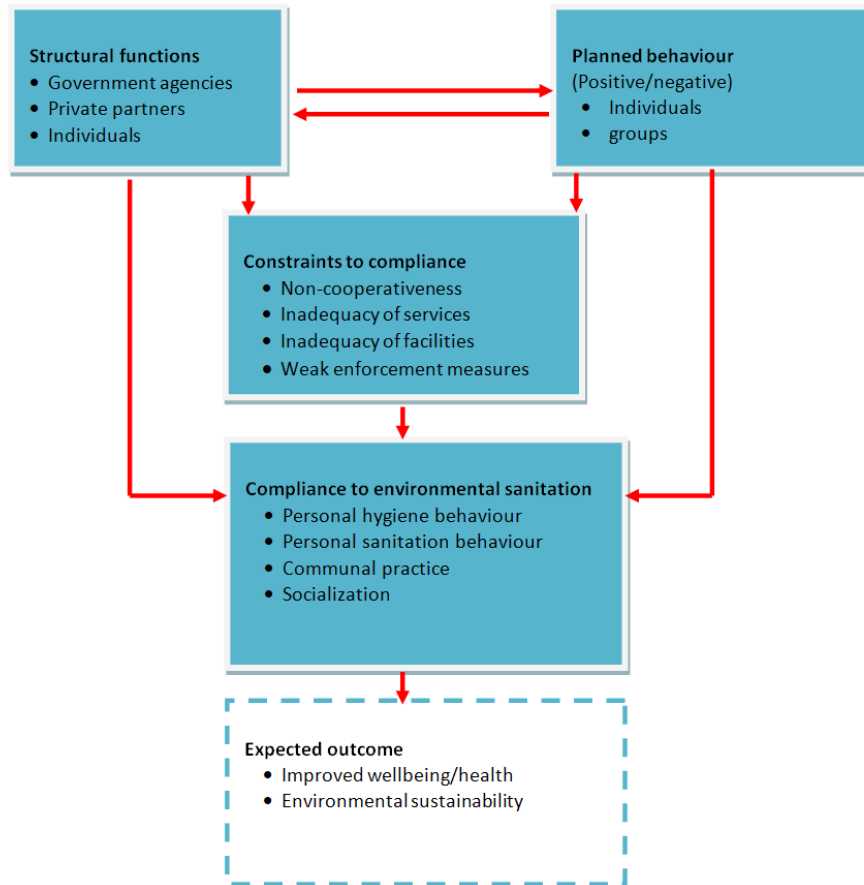 Structural functions
• Government agencies
• Private partners
• Individuals
Planned behaviour
(Positive/negative)
• Individuals
• groups
Constraints to compliance
• Non-cooperativeness
• Inadequacy of services
• Inadequacy of facilities
• Weak enforcement measures
Compliance to environmental sanitation
• Personal hygiene behaviour
• Personal sanitation behaviour
• Communal practice
• Socialization
Expected outcome
• Improved wellbeing/health
• Environmental sustainability